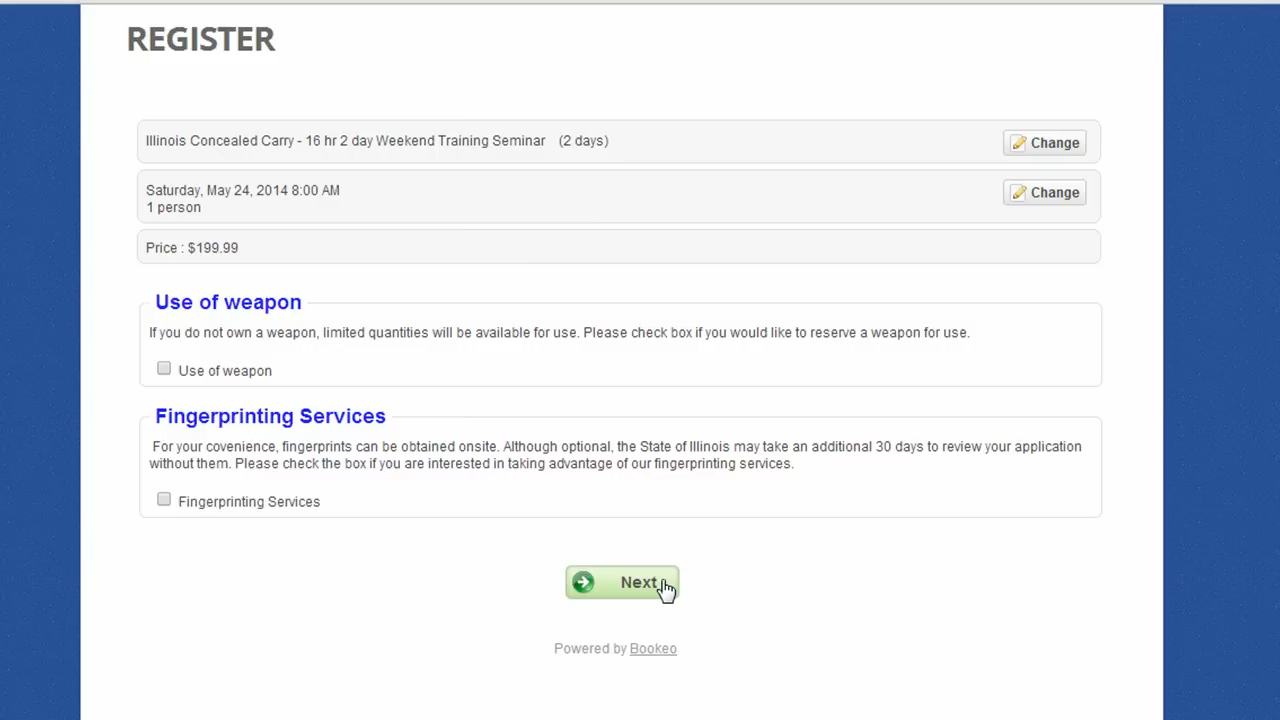 REGISTER
Illinois Concealed Carry - 16 hr 2 day Weekend Training Seminar (2 days)
Change
Saturday, May 24, 2014 8:00 AM
1 person
Change
Price : $199.99
Use of weapon
If you do not own a weapon, limited quantities will be available for use. Please check box if you would like to reserve a weapon for use.
Use of weapon
Fingerprinting Services
For your covenience, fingerprints can be obtained onsite. Although optional, the State of Illinois may take an additional 30 days to review your application
without them. Please check the box if you are interested in taking advantage of our fingerprinting services.
Fingerprinting Services
Next
Powered by Bookeo